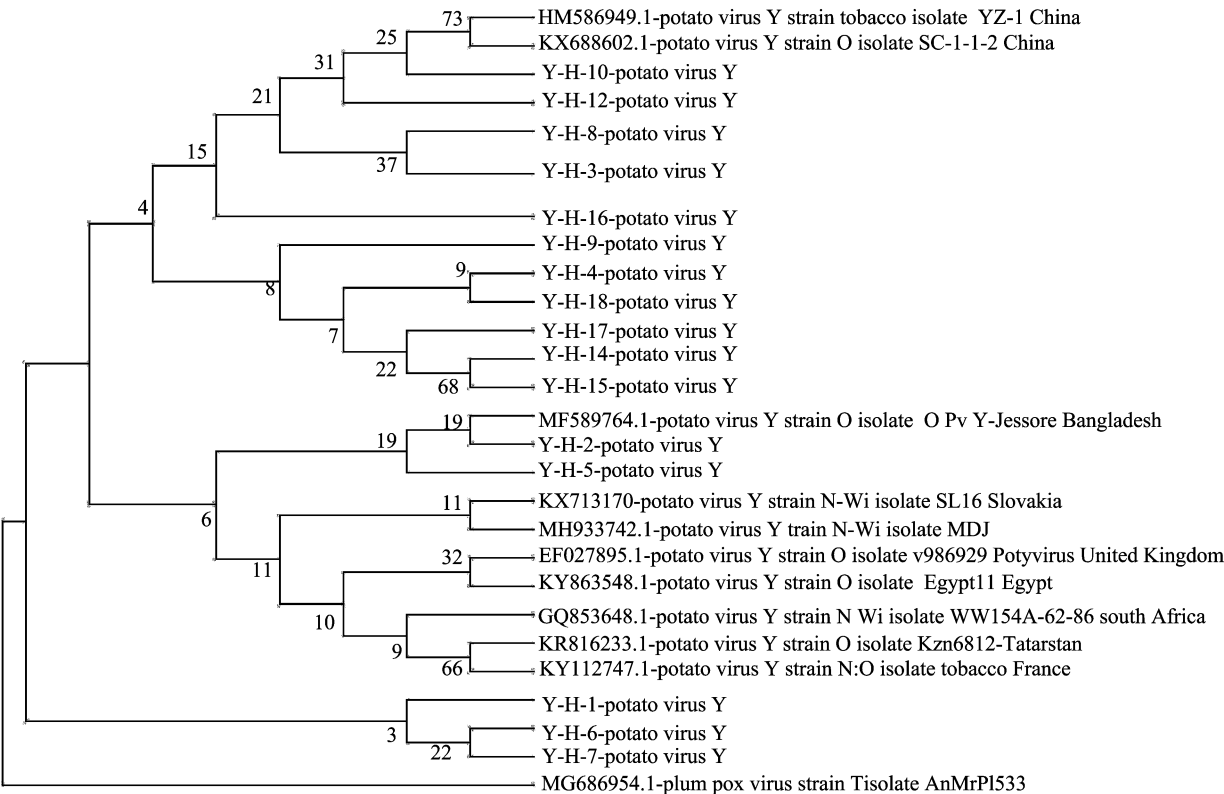 73 HM586949.1-potato virus Y strain tobacco isolate YZ-1 China
25 KX688602.1-potato virus Y strain O isolate SC-1-1-2 China
31 Y-H-10-potato virus Y
21 Y-H-12-potato virus Y
Y-H-8-potato virus Y
15 37 Y-H-3-potato virus Y
4 Y-H-16-potato virus Y
Y-H-9-potato virus Y
8 9 Y-H-4-potato virus Y
Y-H-18-potato virus Y
7 Y-H-17-potato virus Y
22 Y-H-14-potato virus Y
68 Y-H-15-potato virus Y
19 MF589764.1-potato virus Y strain O isolate O Pv Y-Jessore Bangladesh
19 Y-H-2-potato virus Y
Y-H-5-potato virus Y
11 KX713170-potato virus Y strain N-Wi isolate SL16 Slovakia
6 MH933742.1-potato virus Y train N-Wi isolate MDJ
32 EF027895.1-potato virus Y strain O isolate v986929 Potyvirus United Kingdom
11 KY863548.1-potato virus Y strain O isolate Egypt11 Egypt
10 GQ853648.1-potato virus Y strain N Wi isolate WW154A-62-86 south Africa
9 KR816233.1-potato virus Y strain O isolate Kzn6812-Tatarstan
66 KY112747.1-potato virus Y strain N:O isolate tobacco France
Y-H-1-potato virus Y
3 Y-H-6-potato virus Y
22 Y-H-7-potato virus Y
MG686954.1-plum pox virus strain Tisolate AnMrPl533